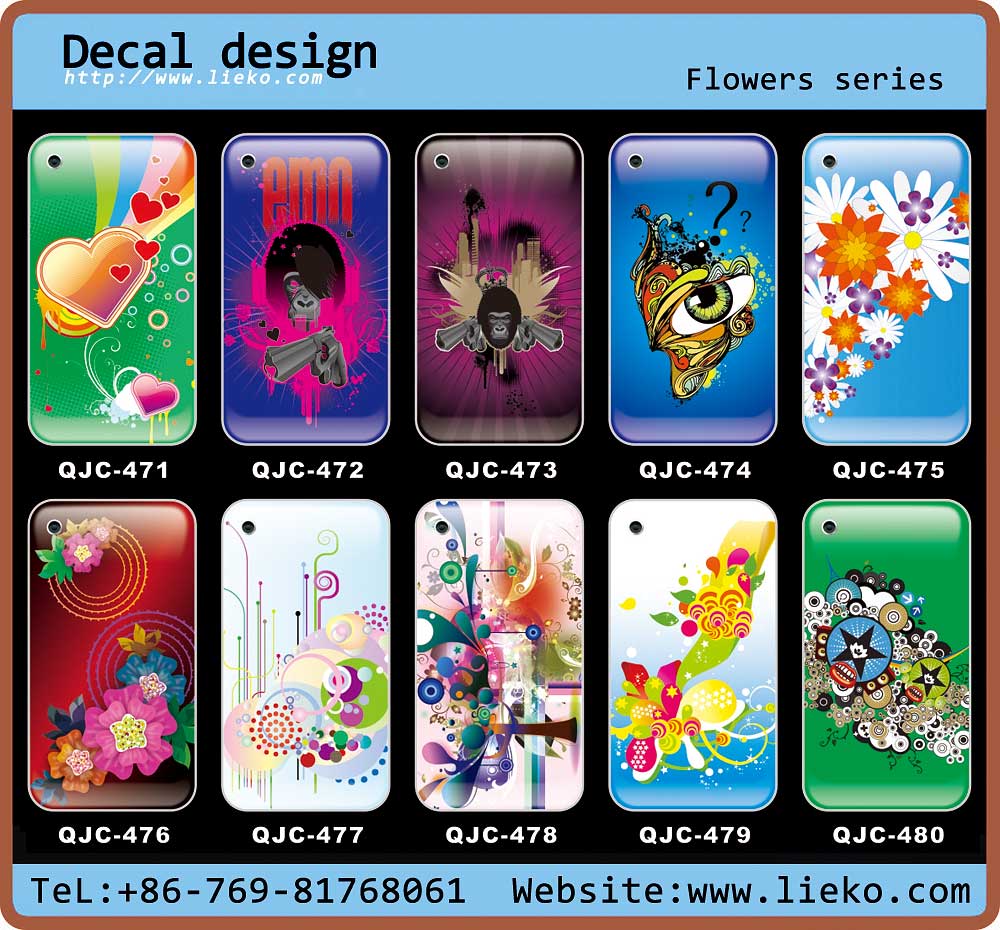 Decal design
http://www.lieko.com
Flowers series
emo
? ?
QJC-471 QJC-472 QJC-473 QJC-474 QJC-475
QJC-476 QJC-477 QJC-478 QJC-479 QJC-480
TeL:+86-769-81768061 Website:www.lieko.com